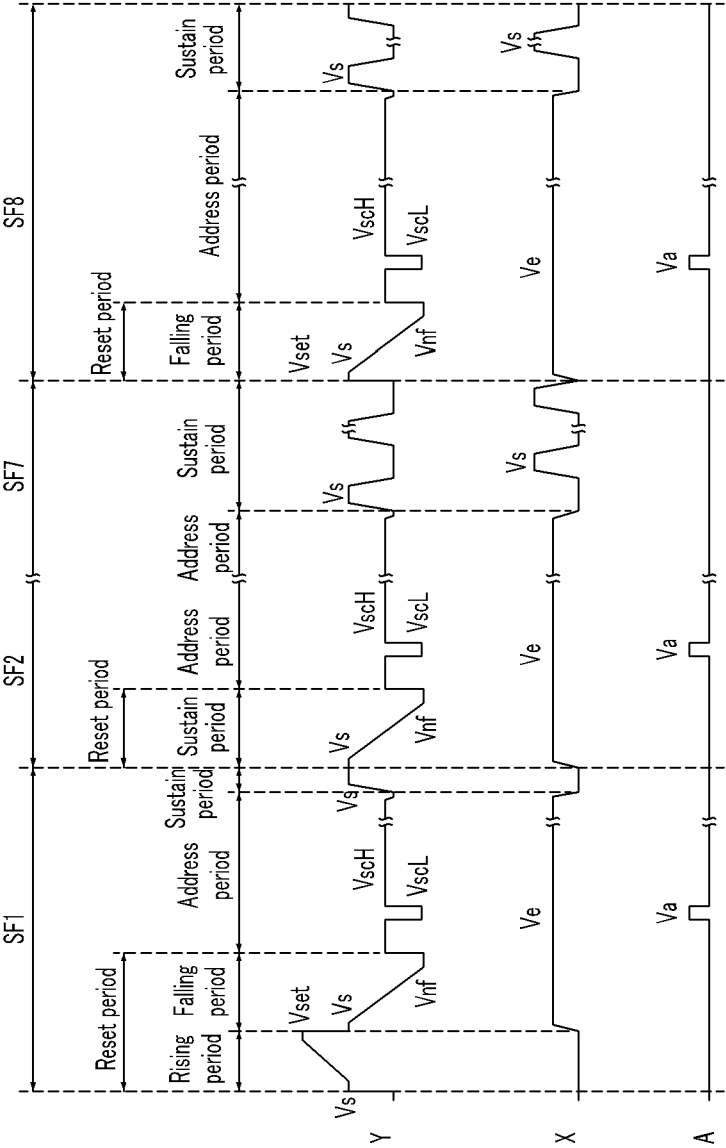 SF1
SF2
SF7
SF8
Reset period
Reset period
Reset period
Rising
period
Falling
period
Address
period
Sustain
period
Sustain
period
Address
period
Address
period
Sustain
period
Falling
period
Address period
Sustain
period
Y
Vs
Vset
Vs
Vnf
VscH
VscL
Vs
Vs
Vnf
VscH
VscL
Vs
Vset
Vs
Vnf
VscH
VscL
Vs
X
Ve
Ve
Vs
Ve
Vs
A
Va
Va
Va